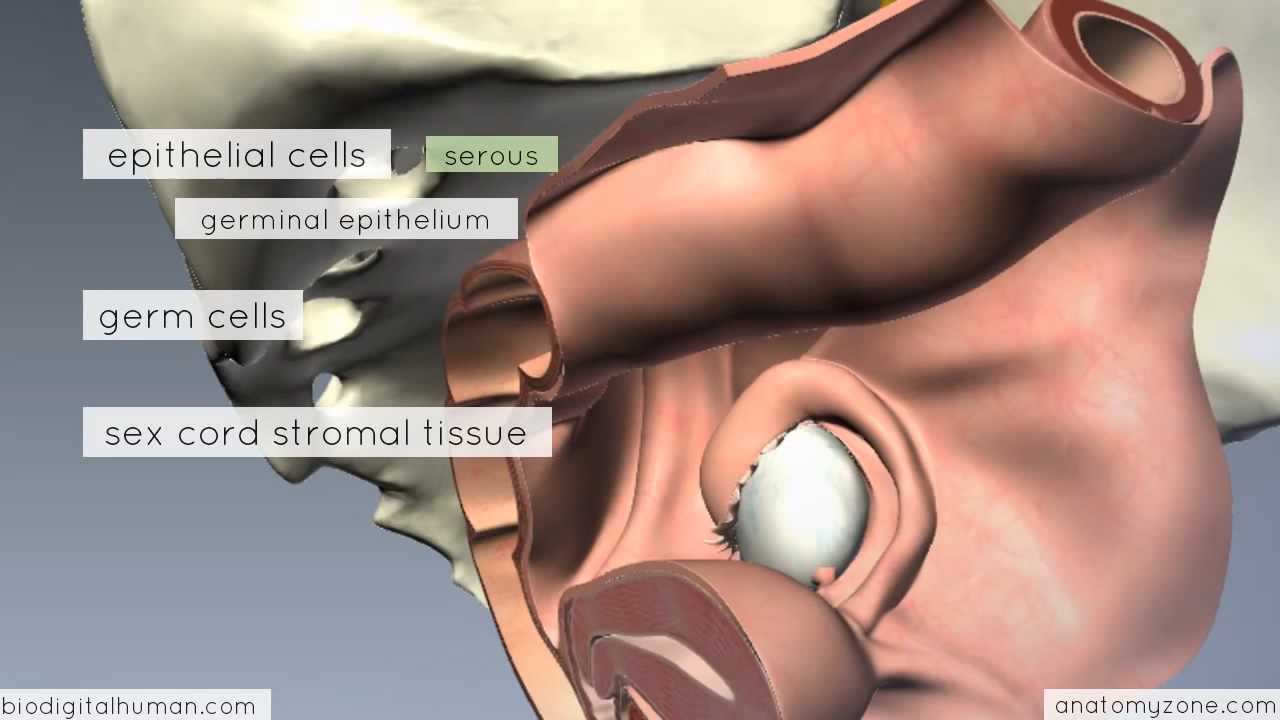 epithelial cells serous
germinal epithelium
germ cells
sex cord stromal tissue
biodigitalhuman.com
anatomyzone.com